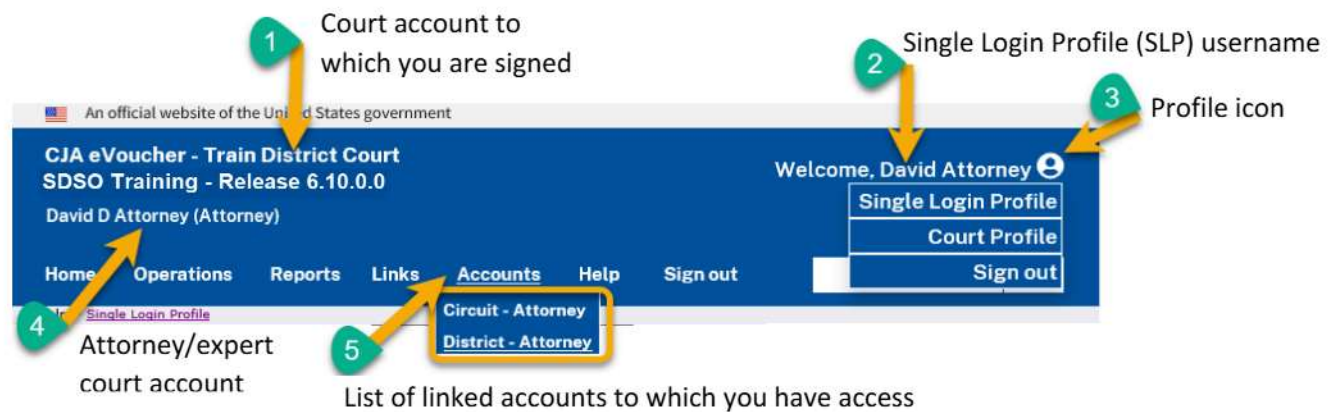 1
Court account to
which you are signed
2
Single Login Profile (SLP) username
3
Profile icon
An official website of the United States government
CJA eVoucher - Train District Court
SDSO Training - Release 6.10.0.0
David D Attorney (Attorney)
Welcome, David Attorney
Single Login Profile
Court Profile
Sign out
Home Operations Reports Links Accounts Help Sign out
Circuit - Attorney
District - Attorney
Single Login Profile
4
Attorney/expert
court account
5
List of linked accounts to which you have access